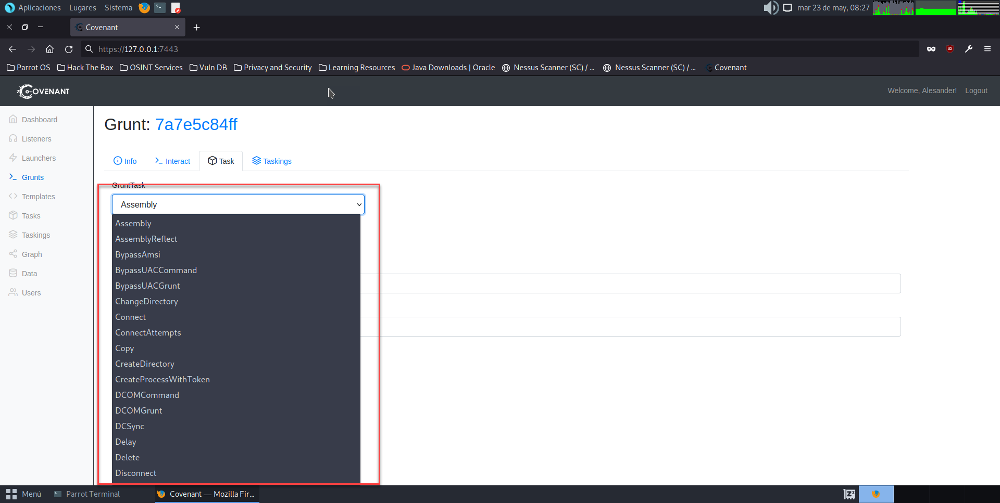 Aplicaciones Lugares Sistema mar 23 de may, 08:27
Covenant
https://127.0.0.1:7443
Parrot OS Hack The Box OSINT Services Vuln DB Privacy and Security Learning Resources Java Downloads | Oracle Nessus Scanner (SC) / ... Nessus Scanner (SC) / ... Covenant
COVENANT Welcome, Alesander! Logout
Dashboard
Listeners
Launchers
Grunts
Templates
Tasks
Taskings
Graph
Data
Users
Grunt: 7a7e5c84ff
Info Interact Task Taskings
GruntTask
Assembly
Assembly
AssemblyReflect
BypassAmsi
BypassUACCommand
BypassUACGrunt
ChangeDirectory
Connect
ConnectAttempts
Copy
CreateDirectory
CreateProcessWithToken
DCOMCommand
DCOMGrunt
DCSync
Delay
Delete
Disconnect
Menú Parrot Terminal Covenant — Mozilla Fir...